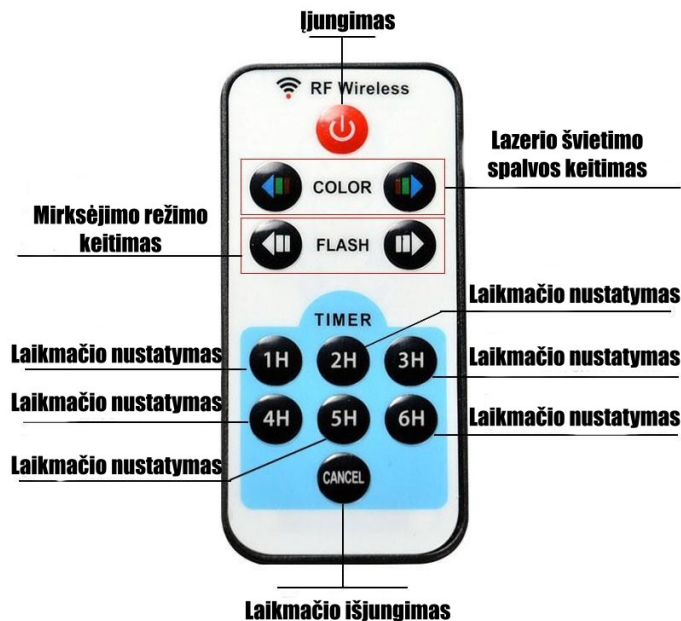 Įjungimas
RF Wireless
COLOR
Lazerio švietimo
spalvos keitimas
Mirksėjimo režimo
keitimas
FLASH
Laikmačio nustatymas
TIMER
Laikmačio nustatymas
1H
2H
3H
Laikmačio nustatymas
Laikmačio nustatymas
4H
5H
6H
Laikmačio nustatymas
Laikmačio nustatymas
CANCEL
Laikmačio išjungimas